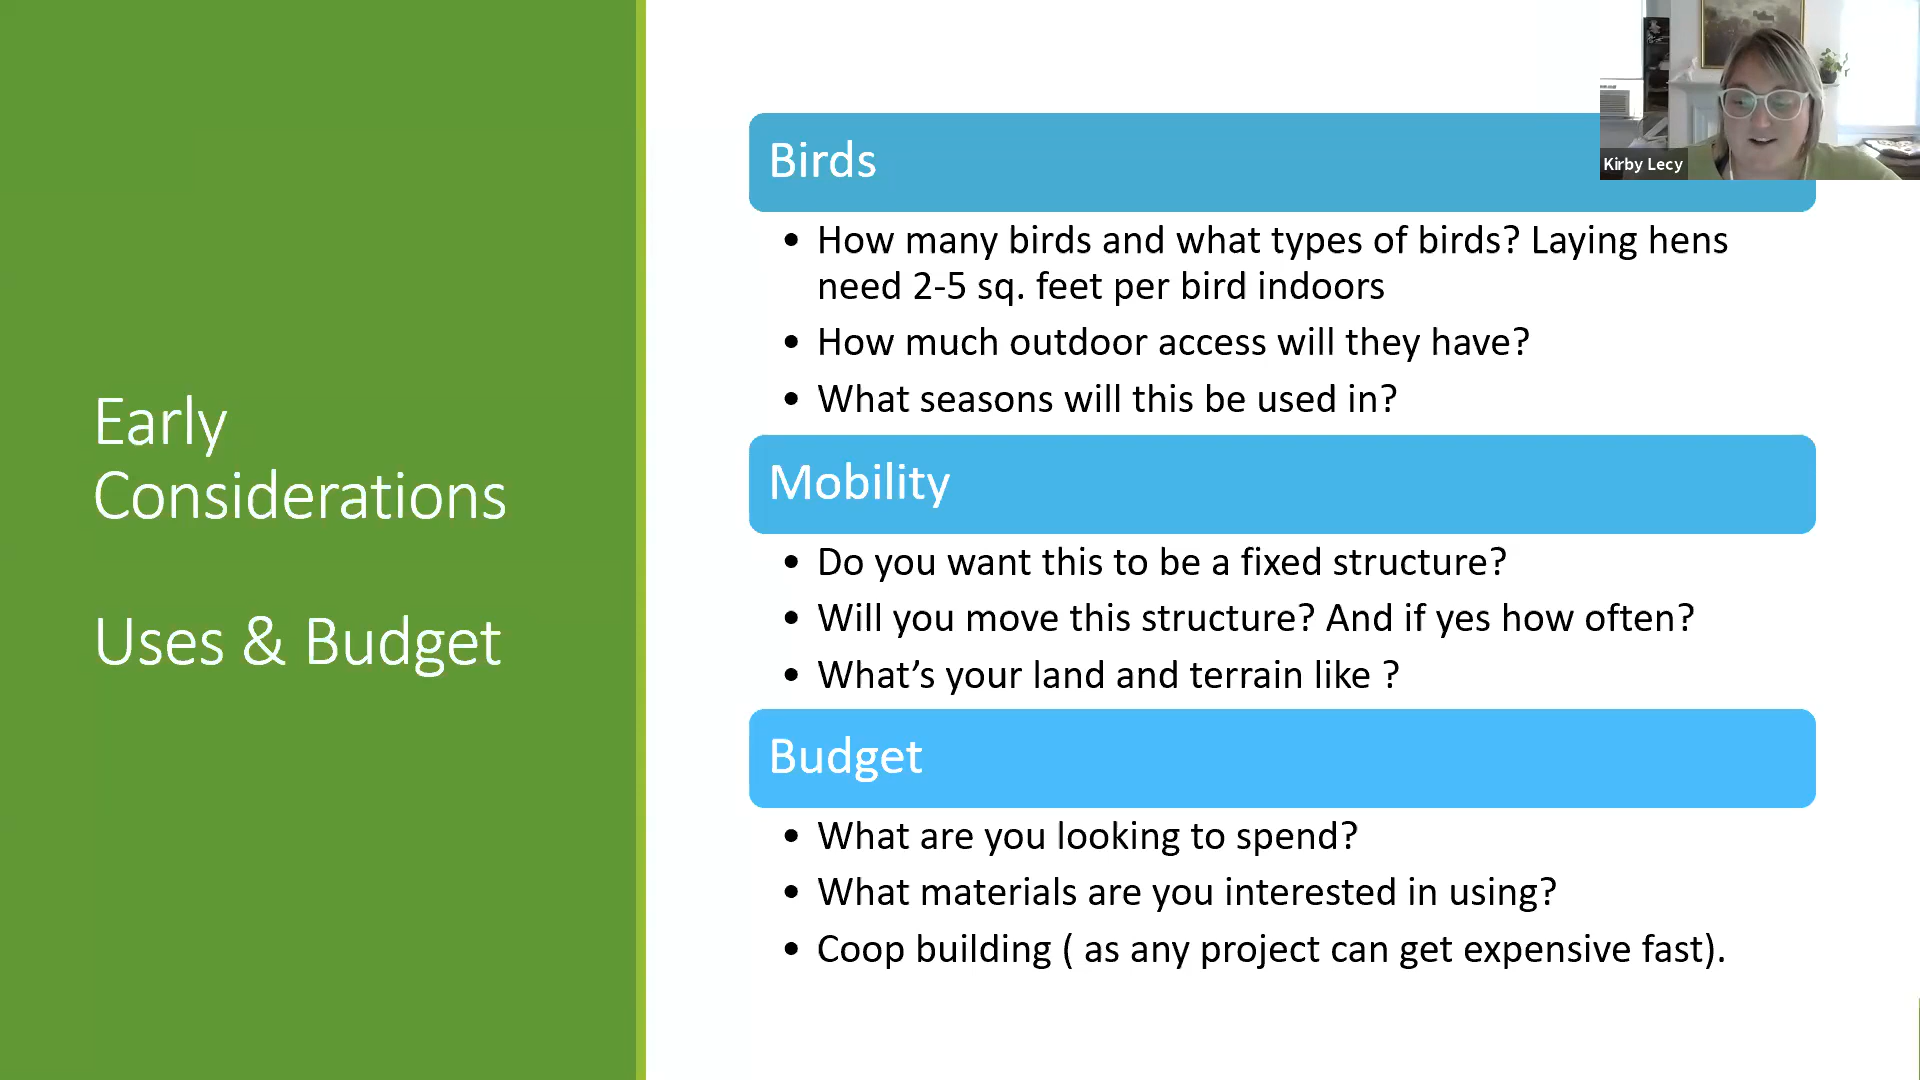 Early
Considerations
Uses & Budget
Birds
• How many birds and what types of birds? Laying hens
need 2-5 sq. feet per bird indoors
• How much outdoor access will they have?
• What seasons will this be used in?
Mobility
• Do you want this to be a fixed structure?
• Will you move this structure? And if yes how often?
• What’s your land and terrain like ?
Budget
• What are you looking to spend?
• What materials are you interested in using?
• Coop building ( as any project can get expensive fast).
Kirby Lecy